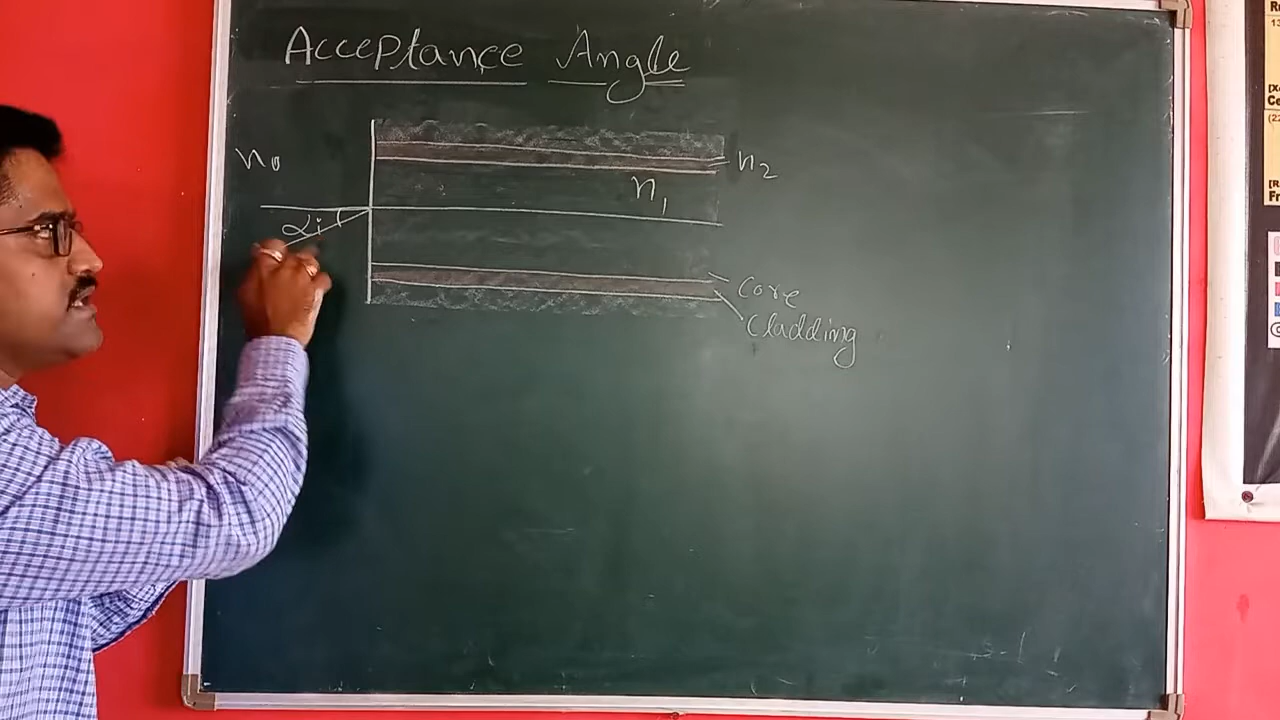 Acceptance Angle
n₀
n₂
n₁
αi
Core
Cladding